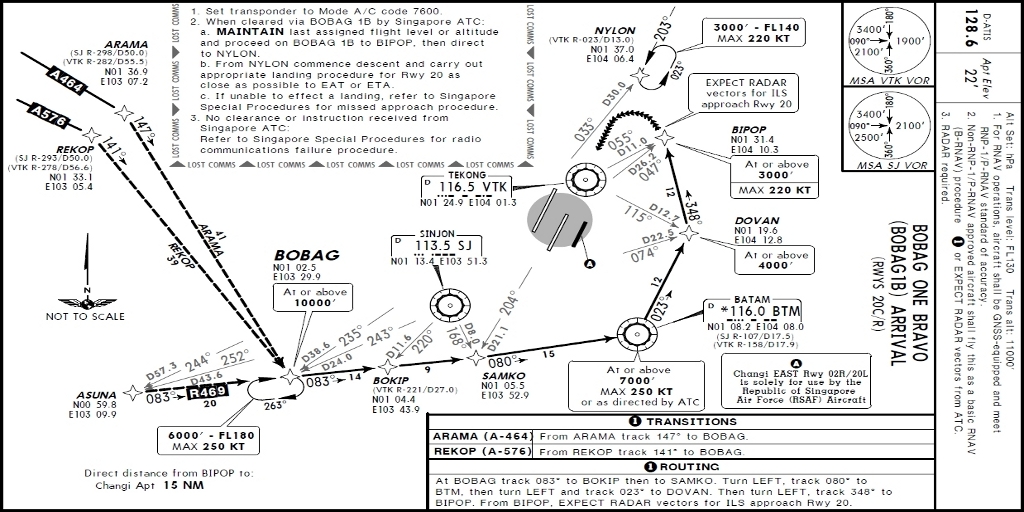 1. Set transponder to Mode A/C code 7600.
2. When cleared via BOBAG 1B by Singapore ATC:
a. MAINTAIN last assigned flight level or altitude
and proceed on BOBAG 1B to BIPOP, then direct
to NYLON.
b. From NYLON commence descent and carry out
appropriate landing procedure for Rwy 20 as
close as possible to EAT or ETA.
c. If unable to effect a landing, refer to Singapore
Special Procedures for missed approach procedure.
3. No clearance or instruction received from
Singapore ATC:
Refer to Singapore Special Procedures for radio
communications failure procedure.
LOST COMMS LOST COMMS LOST COMMS LOST COMMS LOST COMMS
LOST COMMS LOST COMMS LOST COMMS
LOST COMMS LOST COMMS LOST COMMS
ARAMA
(SJ R-298/D50.0)
(VTK R-282/D55.5)
N01 36.9
E103 07.2
A464
147°
A576
141°
REKOP
(SJ R-293/D50.0)
(VTK R-278/D56.6)
N01 33.1
E103 05.4
41
ARAMA
REKOP
39
N
NOT TO SCALE
BOBAG
N01 02.5
E103 29.9
At or above
10000'
NYLON
(VTK R-023/D13.0)
N01 37.0
E104 06.4
203°
023°
3000' - FL140
MAX 220 KT
EXPECT RADAR
vectors for ILS
approach Rwy 20
D30.0
033°
055°
D11.0
D26.2
047°
BIPOP
N01 31.4
E104 10.3
At or above
3000'
MAX 220 KT
TEKONG
D 116.5 VTK
N01 24.9 E104 01.3
A
SINJON
D 113.5 SJ
N01 13.4 E103 51.3
115°
D12.7
D22.5
074°
12
348°
DOVAN
N01 19.6
E104 12.8
At or above
4000'
12
023°
BATAM
D *116.0 BTM
N01 08.2 E104 08.0
(SJ R-107/D17.5)
(VTK R-158/D17.9)
204°
D21.1
D8.0
168°
D11.6
220°
243°
235°
D38.6
D24.0
D57.3
244°
252°
D43.6
ASUNA
N00 59.8
E103 09.9
083°
R469
20
263°
083°
14
9
080°
15
BOKIP
(VTK R-221/D27.0)
N01 04.4
E103 43.9
SAMKO
N01 05.5
E103 52.9
At or above
7000'
MAX 250 KT
or as directed by ATC
A
Changi EAST Rwy 02R/20L
is solely for use by the
Republic of Singapore
Air Force (RSAF) Aircraft
6000' - FL180
MAX 250 KT
Direct distance from BIPOP to:
Changi Apt 15 NM
1 TRANSITIONS
ARAMA (A-464) From ARAMA track 147° to BOBAG.
REKOP (A-576) From REKOP track 141° to BOBAG.
1 ROUTING
At BOBAG track 083° to BOKIP then to SAMKO. Turn LEFT, track 080° to
BTM, then turn LEFT and track 023° to DOVAN. Then turn LEFT, track 348° to
BIPOP. From BIPOP, EXPECT RADAR vectors for ILS approach Rwy 20.
3400'
090°
2100'
1900'
360°
MSA VTK VOR
3400'
090°
2500'
2100'
360°
MSA SJ VOR
D-ATIS
128.6
Apt Elev
22'
Alt Set: hPa Trans level: FL130 Trans alt: 11000'
1. For RNAV operations, aircraft shall be GNSS-equipped and meet
RNP-1/P-RNAV standard of accuracy.
2. Non-RNP-1/P-RNAV approved aircraft shall fly this as a basic RNAV
(B-RNAV) procedure 1 or EXPECT RADAR vectors from ATC.
3. RADAR required.
BOBAG ONE BRAVO
(BOBAG1B) ARRIVAL
(RWYS 20C/R)